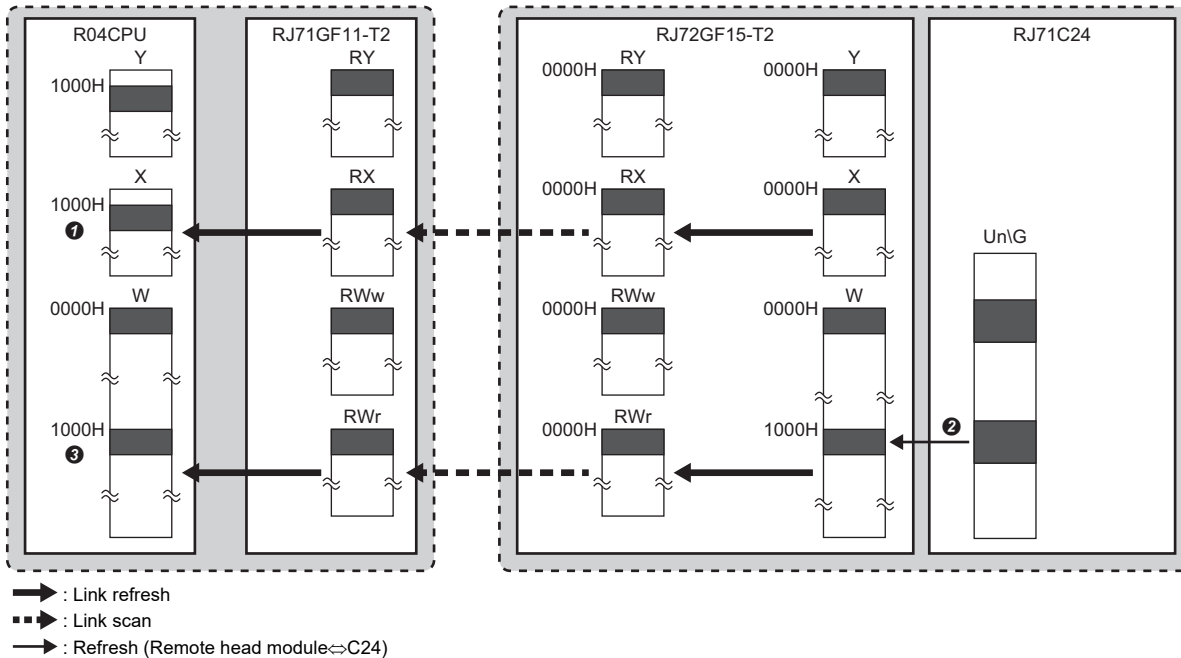 R04CPU
RJ71GF11-T2
RJ72GF15-T2
RJ71C24
Y
RY
RY
Y
1000H
0000H
0000H
X
RX
RX
X
1000H
0000H
0000H
❶
Un\G
W
RWw
RWw
W
0000H
0000H
0000H
RWr
RWr
1000H
0000H
1000H
❷
❸
: Link refresh
: Link scan
: Refresh (Remote head module⇔C24)